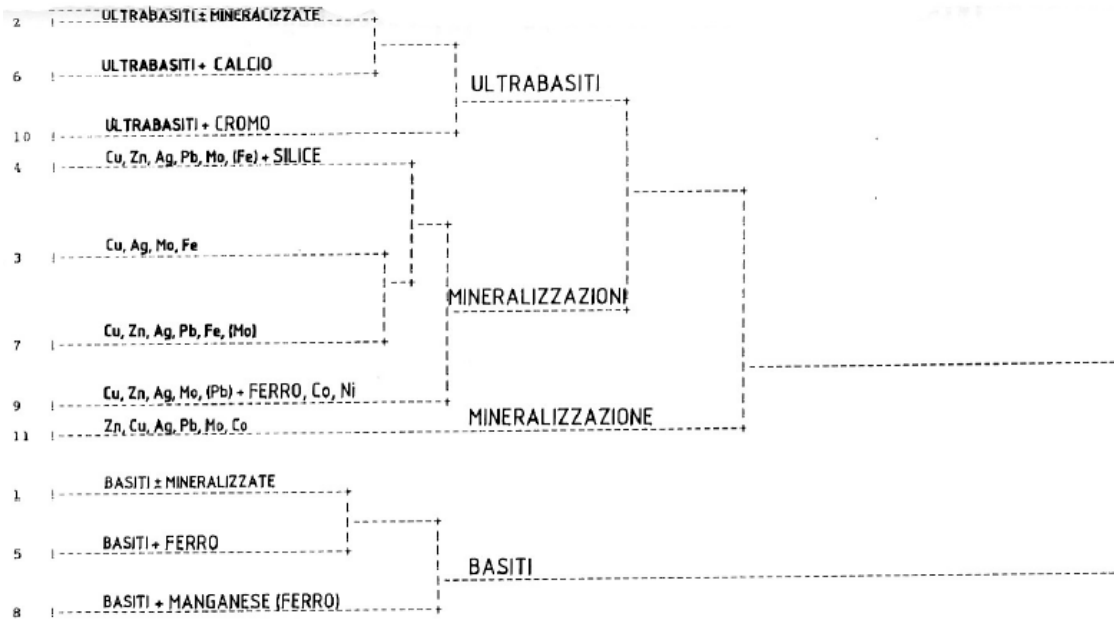 2 ULTRABASITI ± MINERALIZZATE
6 ULTRABASITI + CALCIO
ULTRABASITI
10 ULTRABASITI + CROMO
4 Cu, Zn, Ag, Pb, Mo, (Fe) + SILICE
3 Cu, Ag, Mo, Fe
MINERALIZZAZIONI
7 Cu, Zn, Ag, Pb, Fe, (Mo)
9 Cu, Zn, Ag, Mo, (Pb) + FERRO, Co, Ni
11 Zn, Cu, Ag, Pb, Mo, Co MINERALIZZAZIONE
1 BASITI ± MINERALIZZATE
5 BASITI + FERRO
BASITI
8 BASITI + MANGANESE (FERRO)